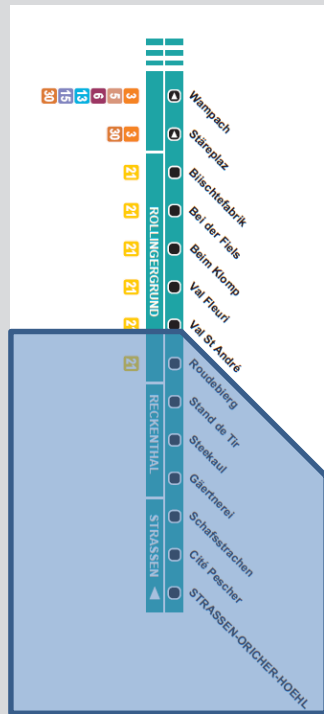 30 15 13 6 5 3 Wampach
30 3 Stäreplaz
21 Biischtefabrik
21 Bei der Fiels
21 Beim Klomp
21 Val Fleuri
Val St André
21 Roudebierg
Stand de Tir
Steekaul
Gäertnerei
Schafsstrachen
Cité Pescher
STRASSEN-ORICHER-HOEHL
ROLLINGERGRUND
RECKENTHAL
STRASSEN